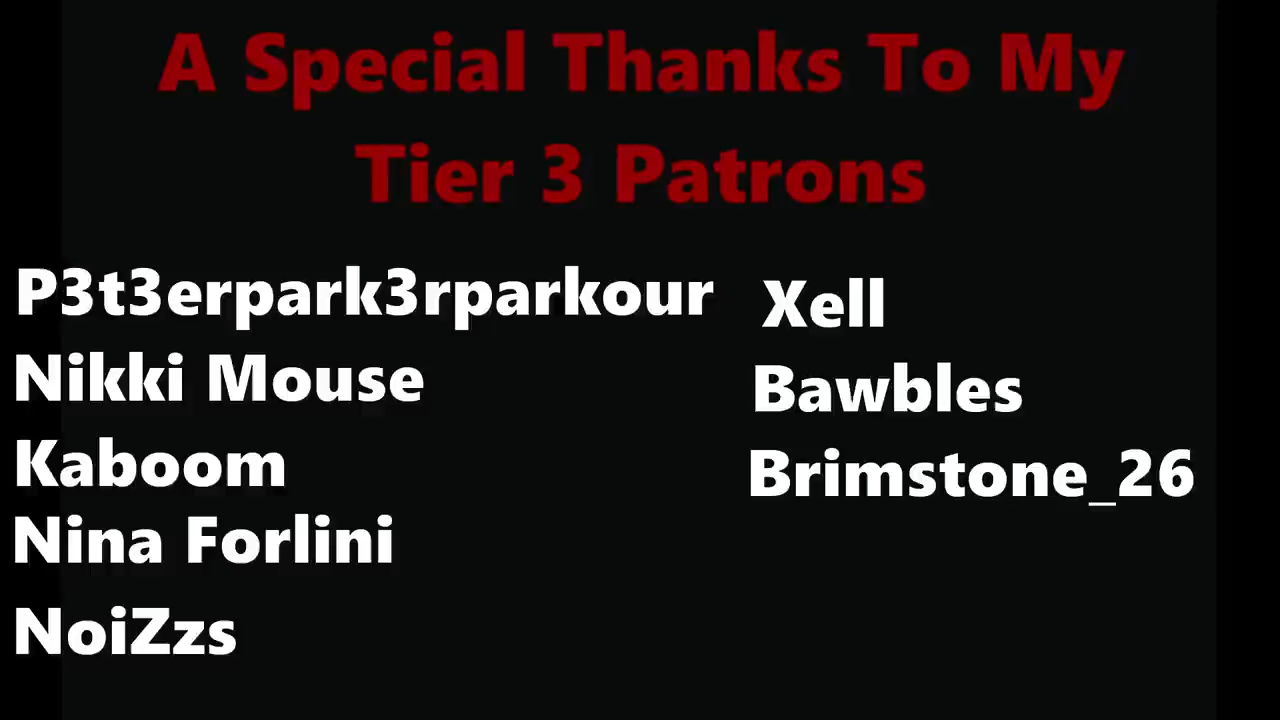 A Special Thanks To My
Tier 3 Patrons
P3t3erpark3rparkour
Nikki Mouse
Kaboom
Nina Forlini
NoiZzs
Xell
Bawbles
Brimstone_26